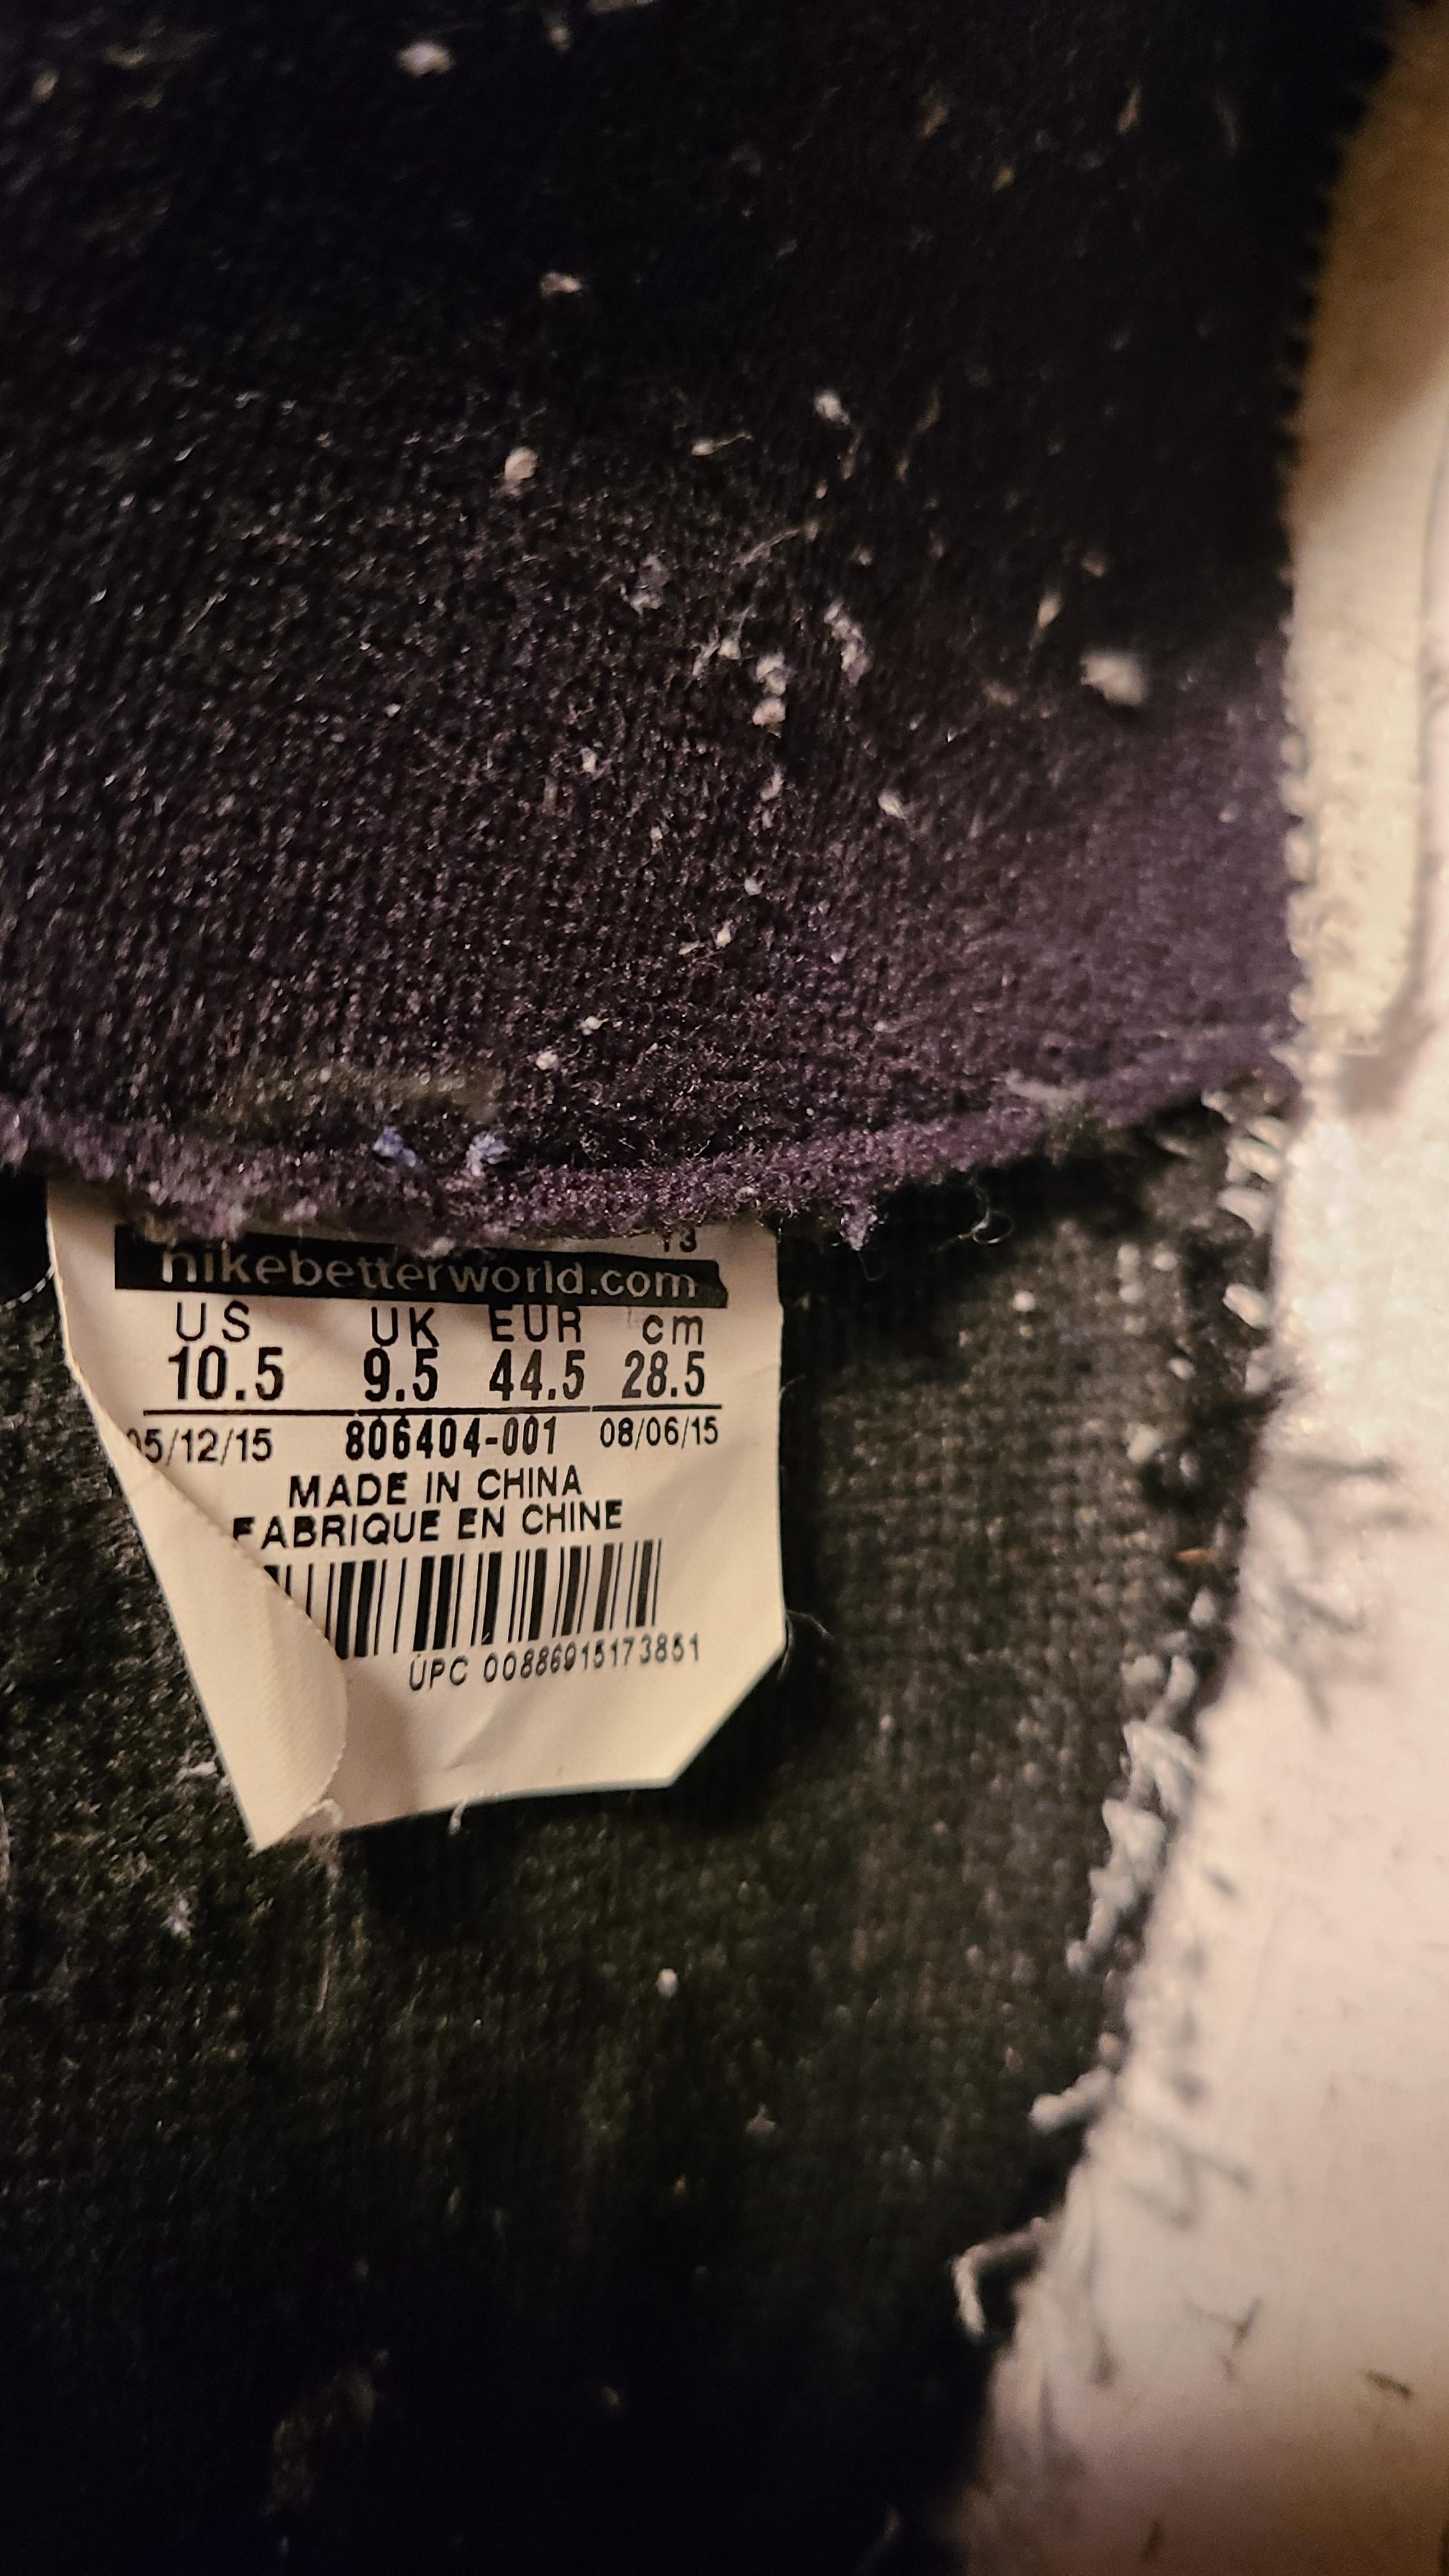 13
nikebetterworld.com
US UK EUR cm
10.5 9.5 44.5 28.5
05/12/15 806404-001 08/06/15
MADE IN CHINA
FABRIQUE EN CHINE
UPC 00886915173851